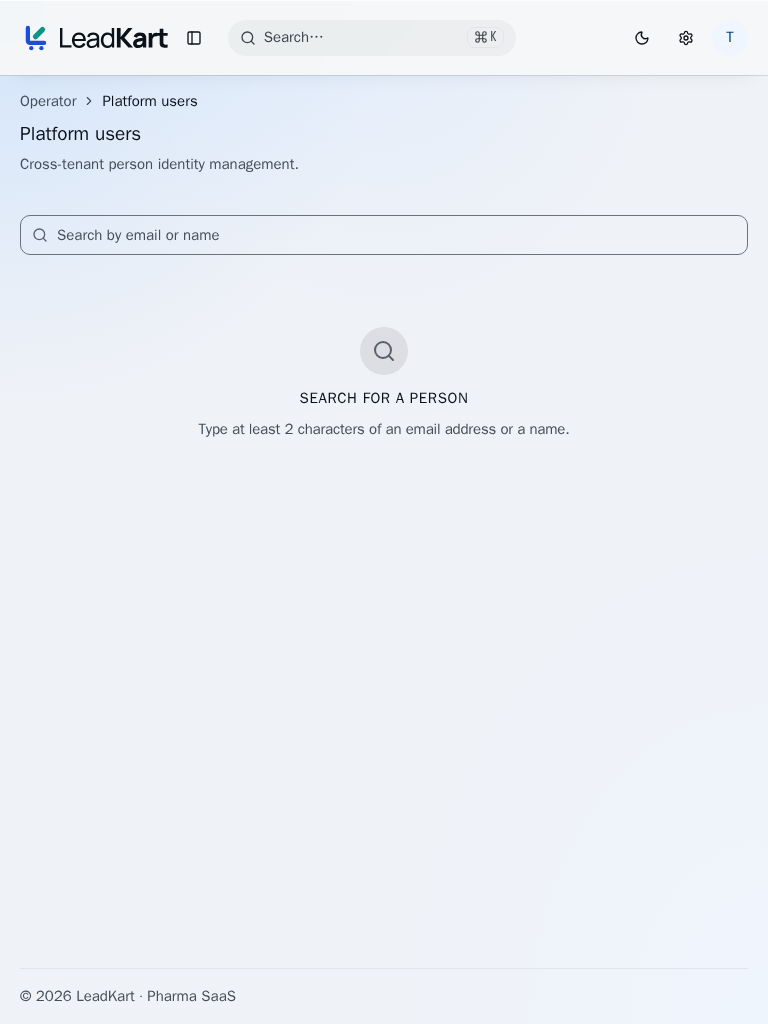 LeadKart
Search···
⌘K
T
Operator > Platform users
Platform users
Cross-tenant person identity management.
Search by email or name
SEARCH FOR A PERSON
Type at least 2 characters of an email address or a name.
© 2026 LeadKart · Pharma SaaS